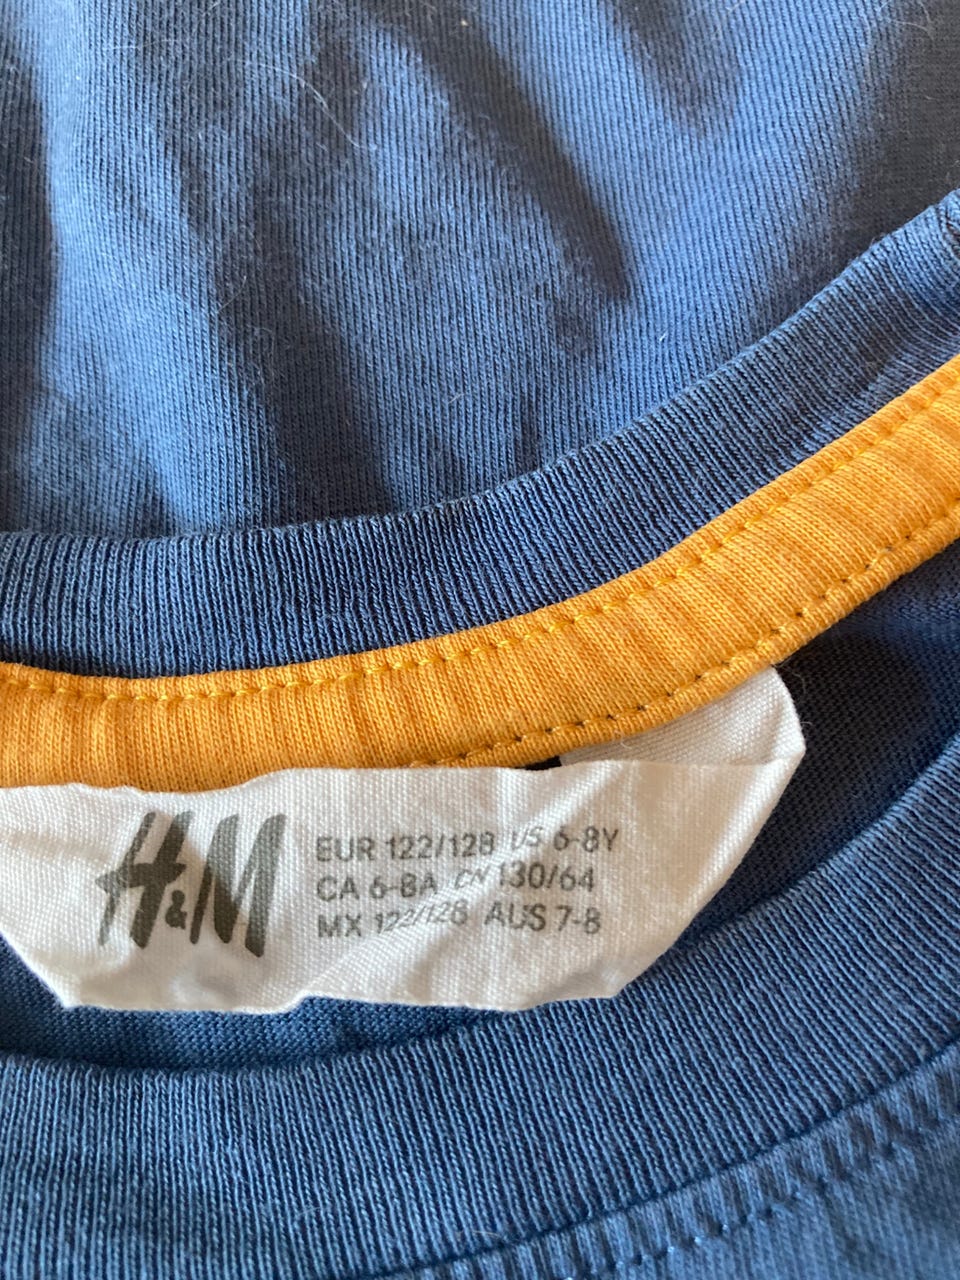 H&M
EUR 122/128 US 6-8Y
CA 6-8A CN 130/64
MX 122/128 AUS 7-8